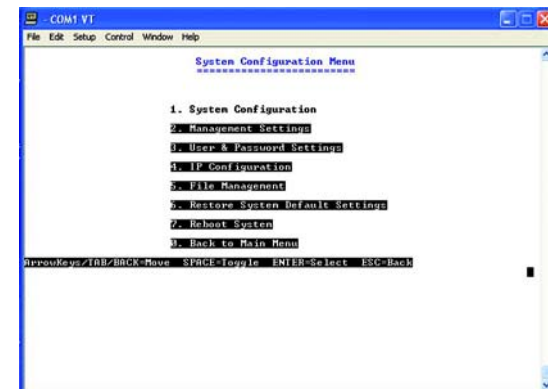 - COM1 VT
File Edit Setup Control Window Help
System Configuration Menu
==========================
1. System Configuration
2. Management Settings
3. User & Password Settings
4. IP Configuration
5. File Management
6. Restore System Default Settings
7. Reboot System
0. Back to Main Menu
ArrowKeys/TAB/BACK=Move SPACE=Toggle ENTER=Select ESC=Back